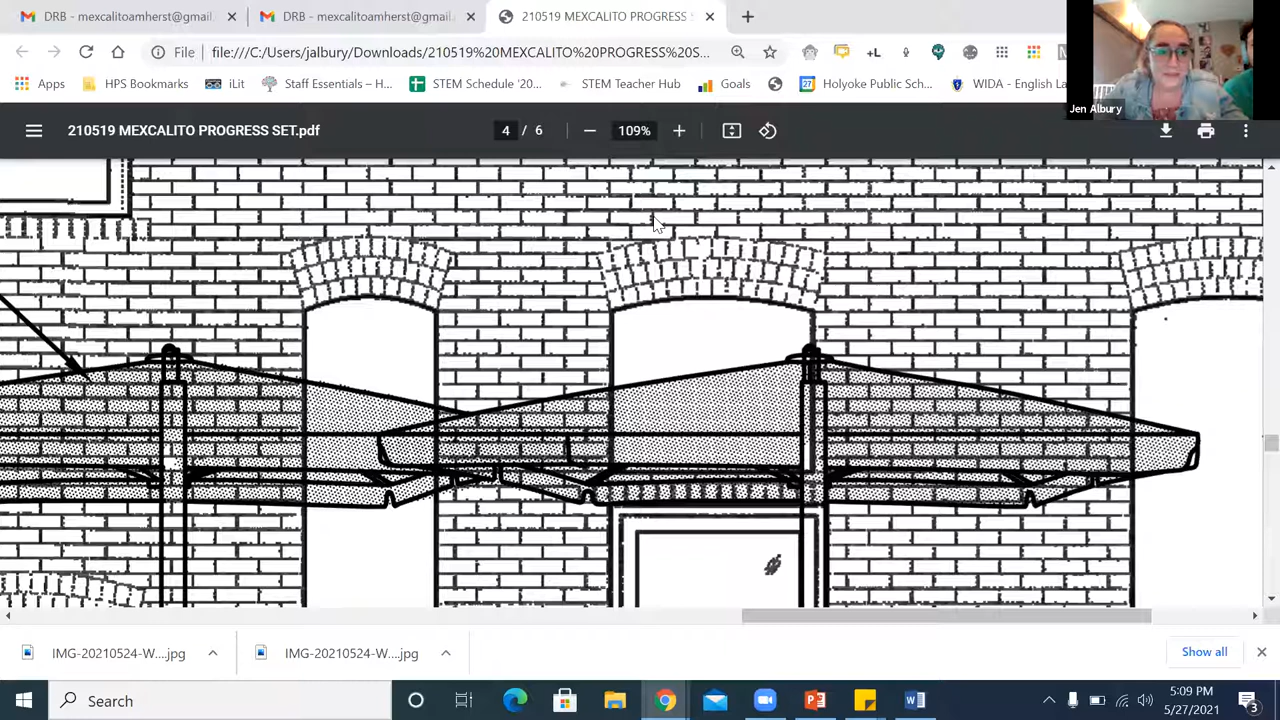 DRB - mexcalitoamherst@gmail.
DRB - mexcalitoamherst@gmail.
210519 MEXCALITO PROGRESS S
File
file:///C:/Users/jalbury/Downloads/210519%20MEXCALITO%20PROGRESS%20S...
+L
Apps
HPS Bookmarks
iLit
Staff Essentials – H...
STEM Schedule '20...
STEM Teacher Hub
Goals
27
Holyoke Public Sch...
WIDA - English La
Jen Albury
210519 MEXCALITO PROGRESS SET.pdf
4 / 6
109%
IMG-20210524-W....jpg
IMG-20210524-W....jpg
Show all
Search
5:09 PM
5/27/2021
3